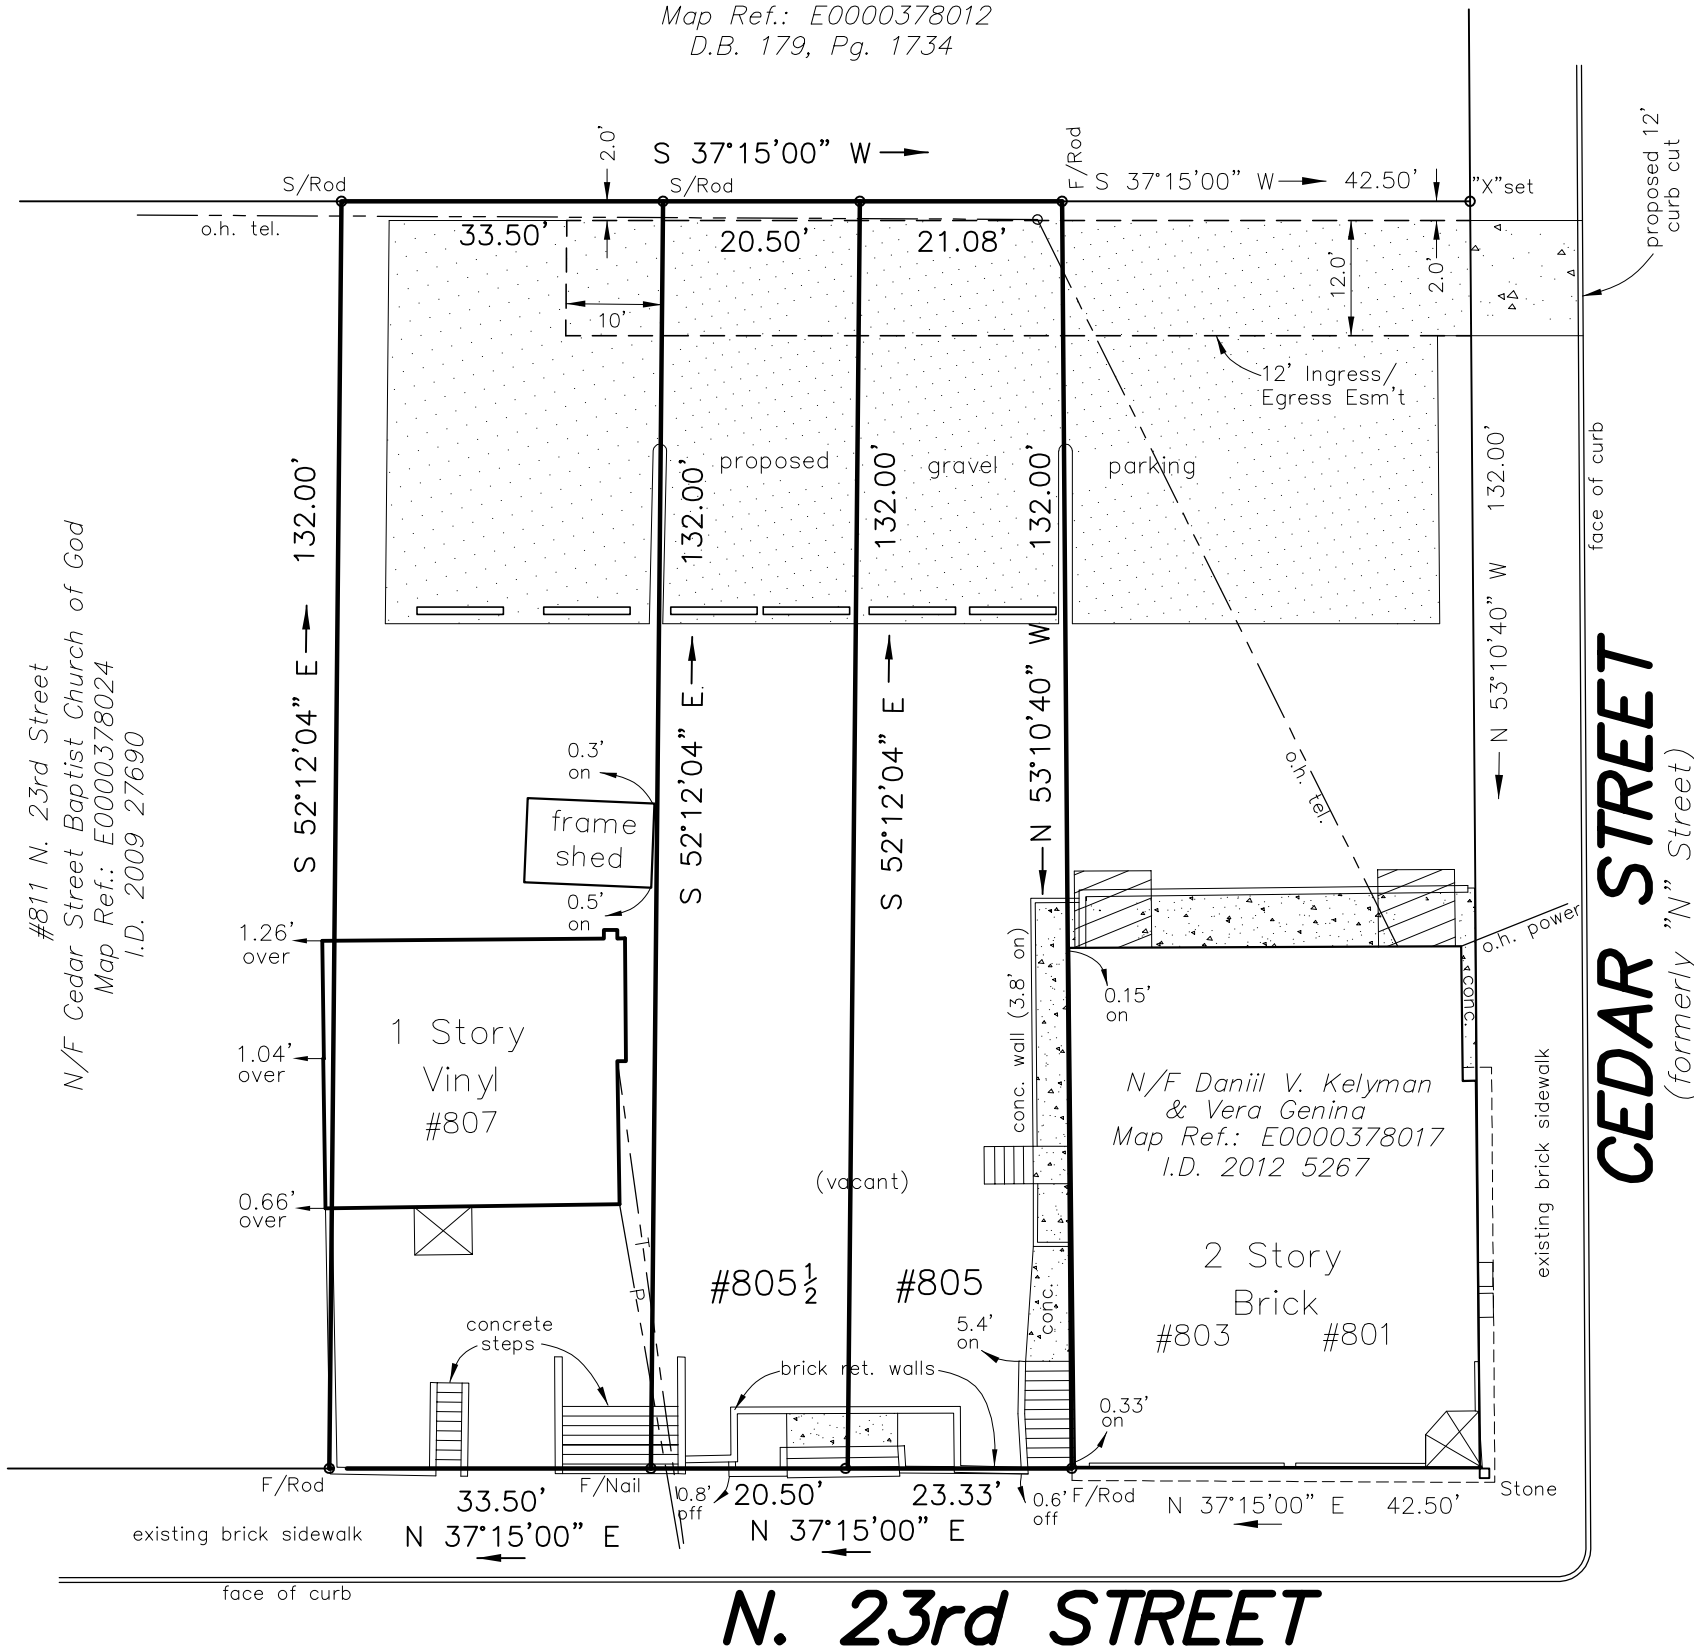 Map Ref.: E0000378012
D.B. 179, Pg. 1734
proposed 12'
curb cut
2.0'
S 37°15'00" W
F/Rod
S/Rod
S/Rod
S 37°15'00" W
42.50'
"X"set
o.h. tel.
33.50'
20.50'
21.08'
12.0'
2.0'
10'
12' Ingress/
Egress Esm't
proposed
gravel
parking
132.00'
132.00'
132.00'
132.00'
132.00'
face of curb
S 52°12'04" E
S 52°12'04" E.
S 52°12'04" E
N 53°10'40" W
N 53°10'40" W
#811 N. 23rd Street
N/F Cedar Street Baptist Church of God
Map Ref.: E0000378024
I.D. 2009 27690
CEDAR STREET
(formerly "N" Street)
0.3'
on
frame
shed
0.5'
on
o.h. tel.
o.h. power
1.26'
over
1.04'
over
0.66'
over
1 Story
Vinyl
#807
conc. wall (3.8' on)
0.15'
on
conc.
existing brick sidewalk
N/F Daniil V. Kelyman
& Vera Genina
Map Ref.: E0000378017
I.D. 2012 5267
(vacant)
T
P
#805½
#805
2 Story
Brick
#803
#801
conc.
concrete
steps
5.4'
on
brick ret. walls
0.33'
on
F/Rod
F/Nail
F/Rod
Stone
33.50'
0.8'
off
20.50'
23.33'
0.6'
off
N 37°15'00" E
42.50'
existing brick sidewalk
N 37°15'00" E
N 37°15'00" E
face of curb
N. 23rd STREET